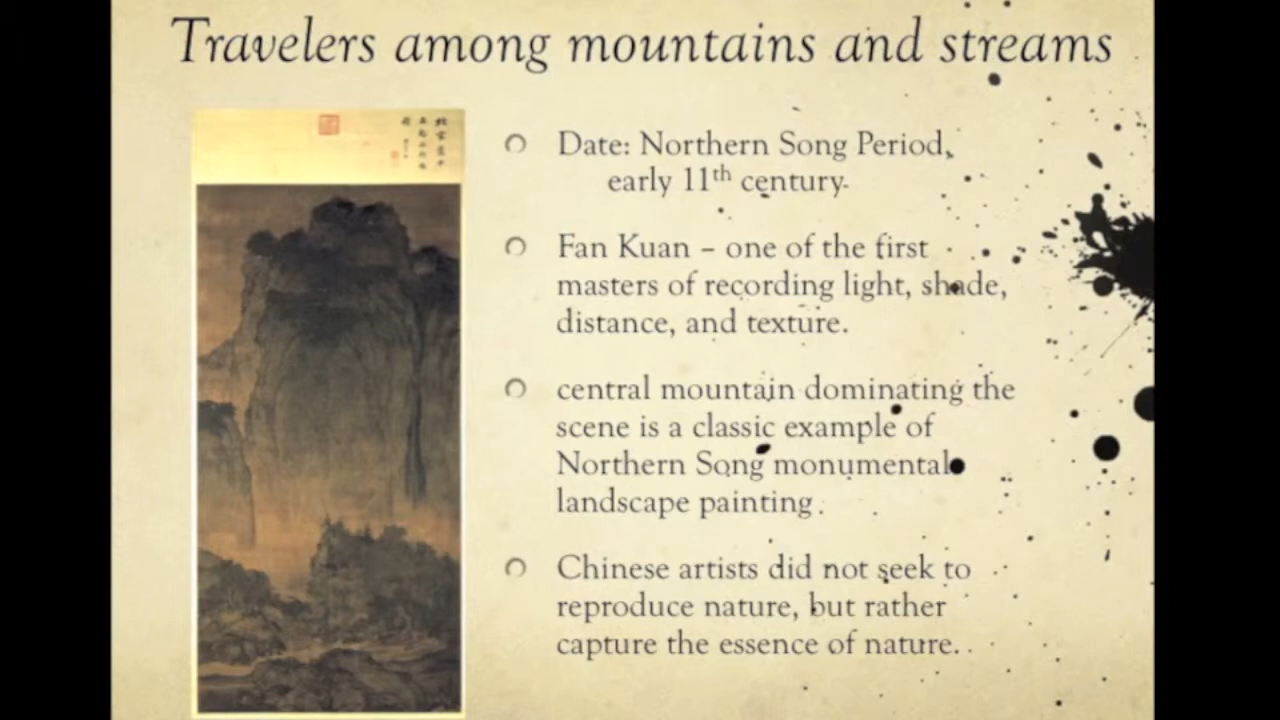 Travelers among mountains and streams
Date: Northern Song Period,
early 11th century
Fan Kuan – one of the first
masters of recording light, shade,
distance, and texture.
central mountain dominating the
scene is a classic example of
Northern Song monumental
landscape painting
Chinese artists did not seek to
reproduce nature, but rather
capture the essence of nature.